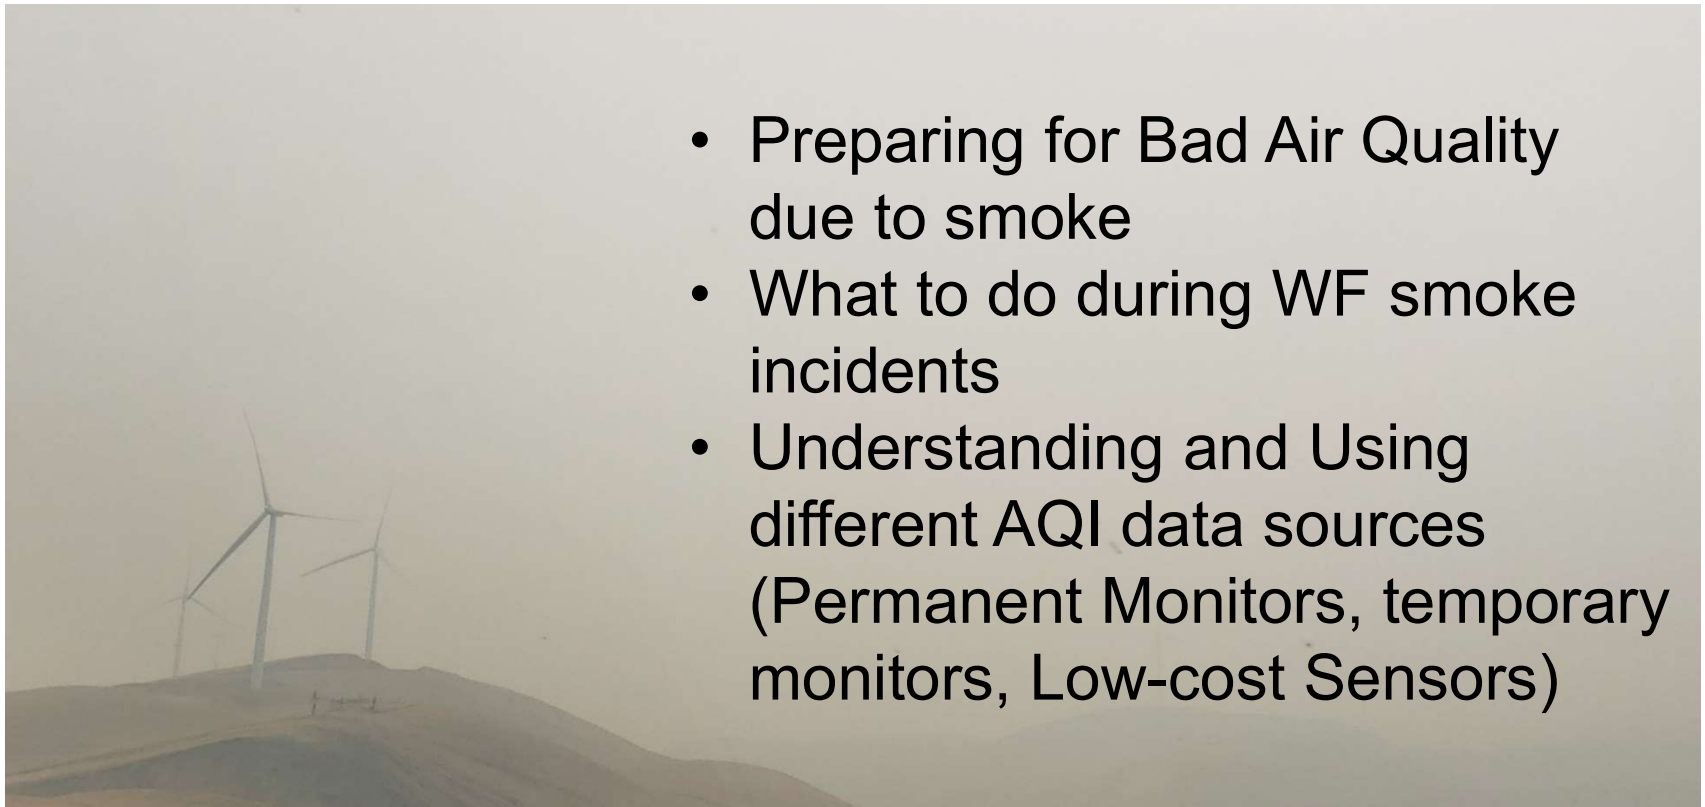 • Preparing for Bad Air Quality
due to smoke
• What to do during WF smoke
incidents
• Understanding and Using
different AQI data sources
(Permanent Monitors, temporary
monitors, Low-cost Sensors)